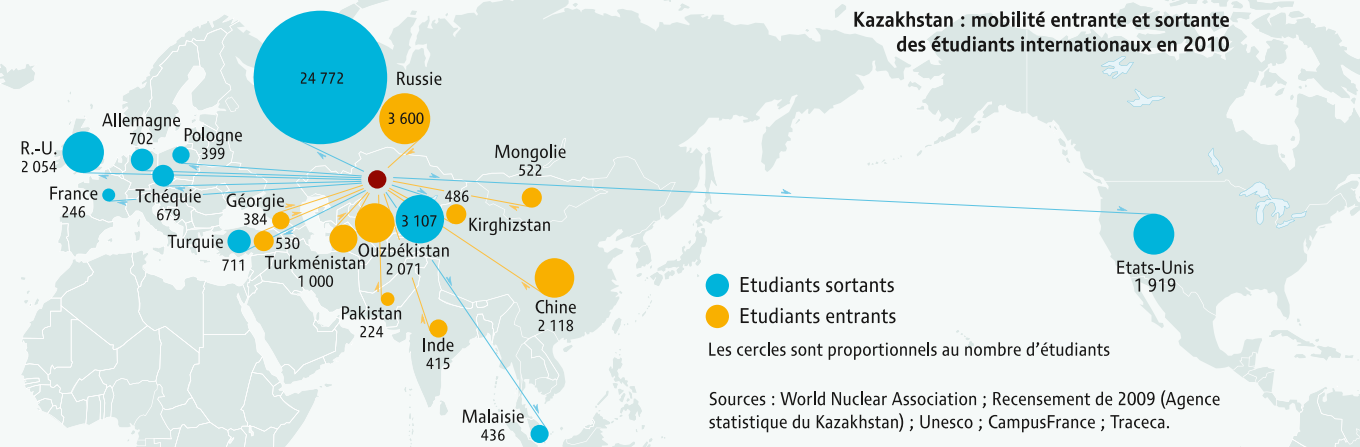 Kazakhstan : mobilité entrante et sortante
des étudiants internationaux en 2010
24 772
Russie
3 600
Allemagne
702
Pologne
399
R.-U.
2 054
France
246
Tchéquie
679
Géorgie
384
Turquie
711
530
Turkménistan
1 000
Ouzbékistan
2 071
3 107
486
Kirghizstan
Mongolie
522
Pakistan
224
Inde
415
Chine
2 118
Malaisie
436
Etats-Unis
1 919
Etudiants sortants
Etudiants entrants
Les cercles sont proportionnels au nombre d’étudiants
Sources : World Nuclear Association ; Recensement de 2009 (Agence
statistique du Kazakhstan) ; Unesco ; CampusFrance ; Traceca.